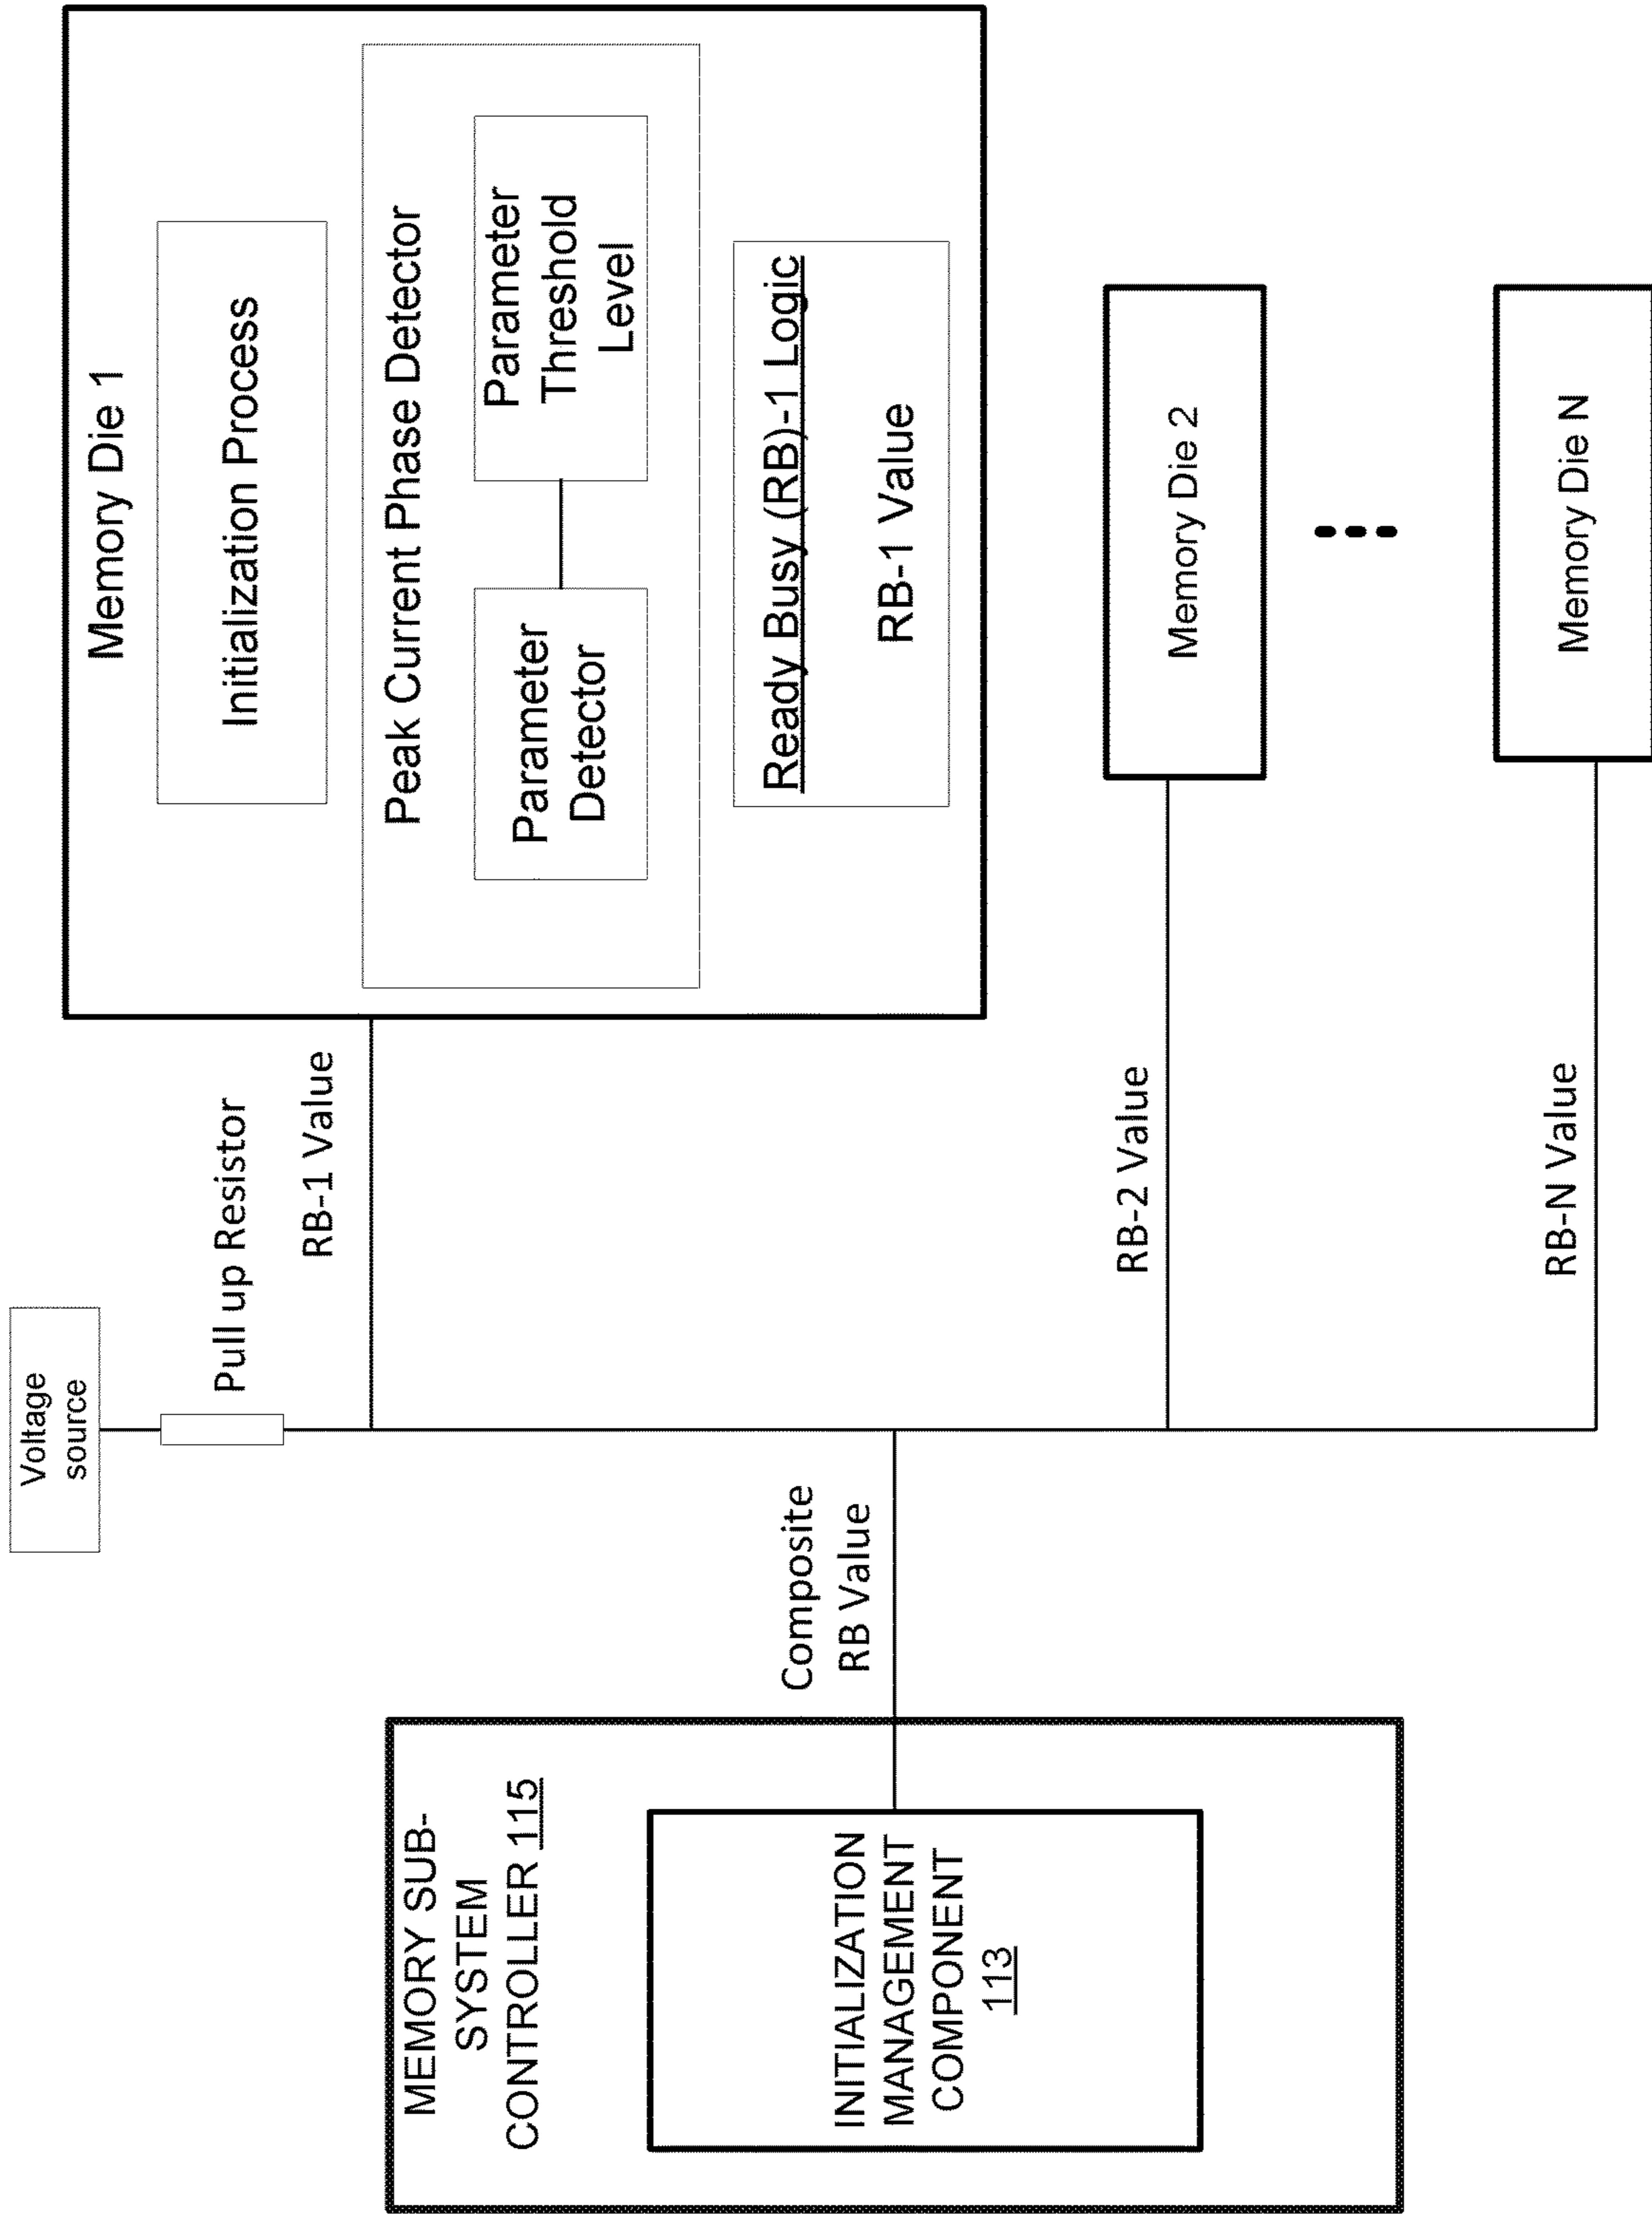 Voltage
source
Pull up Resistor
MEMORY SUB-
SYSTEM
CONTROLLER 115
INITIALIZATION
MANAGEMENT
COMPONENT
113
Composite
RB Value
RB-1 Value
RB-2 Value
RB-N Value
Memory Die 1
Initialization Process
Peak Current Phase Detector
Parameter
Detector
Parameter
Threshold
Level
Ready Busy (RB)-1 Logic
RB-1 Value
Memory Die 2
Memory Die N